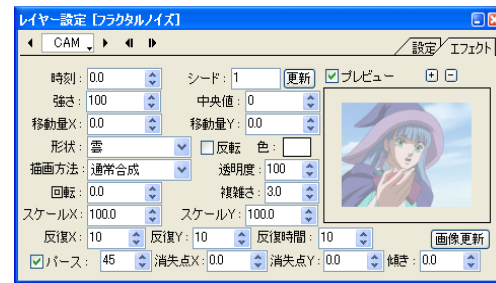 レイヤー設定 [フラクタルノイズ]
CAM 設定 エフェクト
時刻: 0.0 シード: 1 更新 プレビュー
強さ: 100 中央値: 0
移動量X: 0.0 移動量Y: 0.0
形状: 雲 反転 色:
描画方法: 通常合成 透明度: 100
回転: 0.0 複雑さ: 3.0
スケールX: 100.0 スケールY: 100.0
反復X: 10 反復Y: 10 反復時間: 10 画像更新
パース: 45 消失点X: 0.0 消失点Y: 0.0 傾き: 0.0